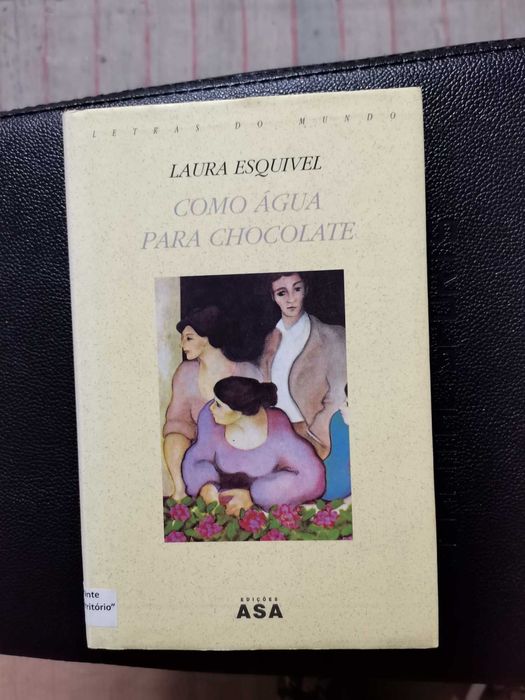 LETRAS DO MUNDO
LAURA ESQUIVEL
COMO ÁGUA
PARA CHOCOLATE
EDIÇÕES
ASA